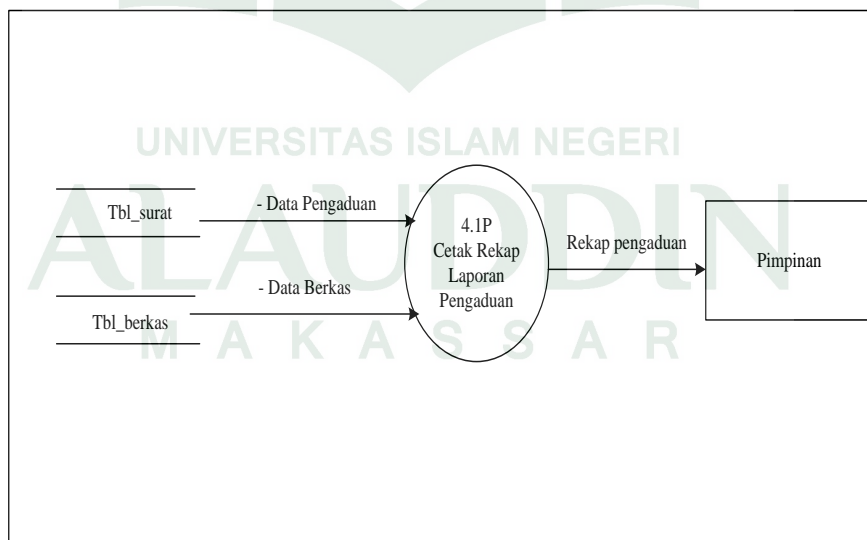 UNIVERSITAS ISLAM NEGERI
ALAUDDIN
MAKASSAR
Tbl_surat
- Data Pengaduan
4.1P
Cetak Rekap
Laporan
Pengaduan
Rekap pengaduan
Pimpinan
- Data Berkas
Tbl_berkas